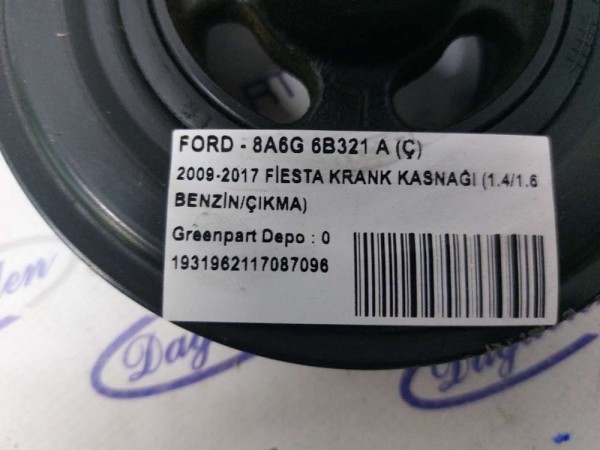 FORD - 8A6G 6B321 A (Ç)
2009-2017 FİESTA KRANK KASNAĞI (1.4/1.6
BENZİN/ÇIKMA)
Greenpart Depo : 0
1931962117087096